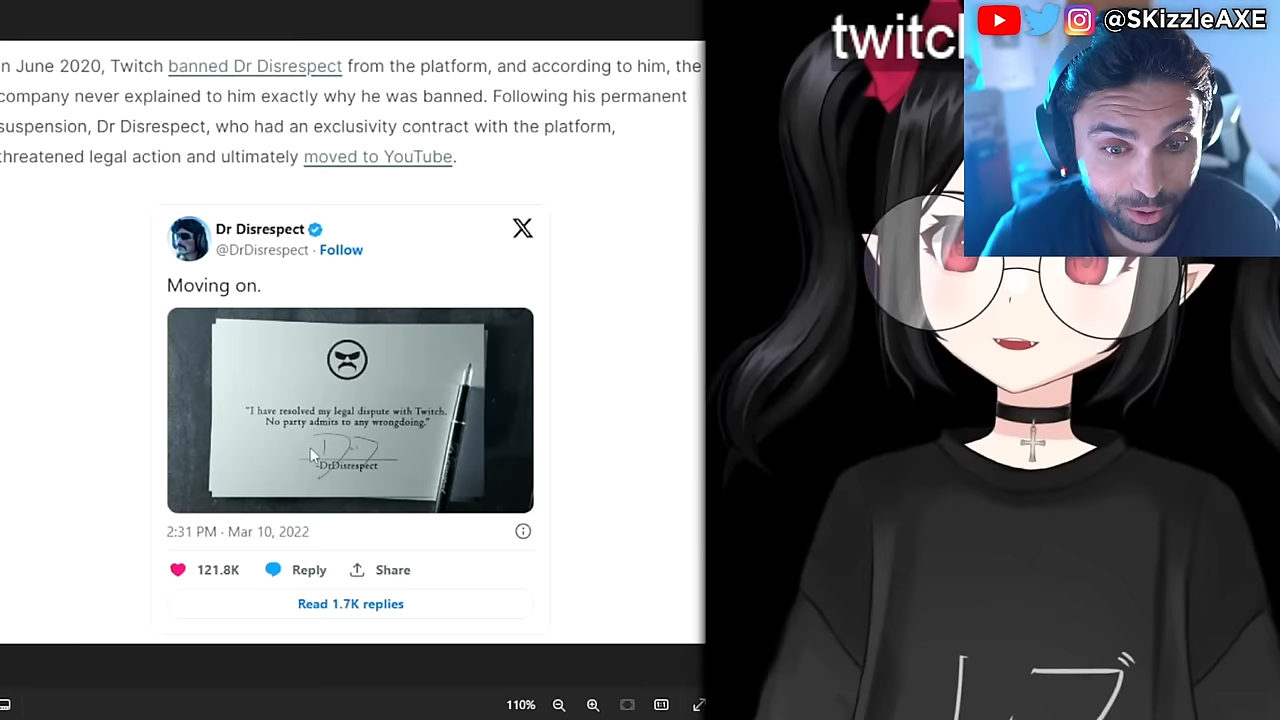 n June 2020, Twitch banned Dr Disrespect from the platform, and according to him, the
company never explained to him exactly why he was banned. Following his permanent
suspension, Dr Disrespect, who had an exclusivity contract with the platform,
threatened legal action and ultimately moved to YouTube.
Dr Disrespect
@DrDisrespect · Follow
Moving on.
"I have resolved my legal dispute with Twitch.
No party admits to any wrongdoing."
-DrDisrespect
2:31 PM · Mar 10, 2022
121.8K Reply Share
Read 1.7K replies
110%
twitch
@SKizzleAXE
レブ